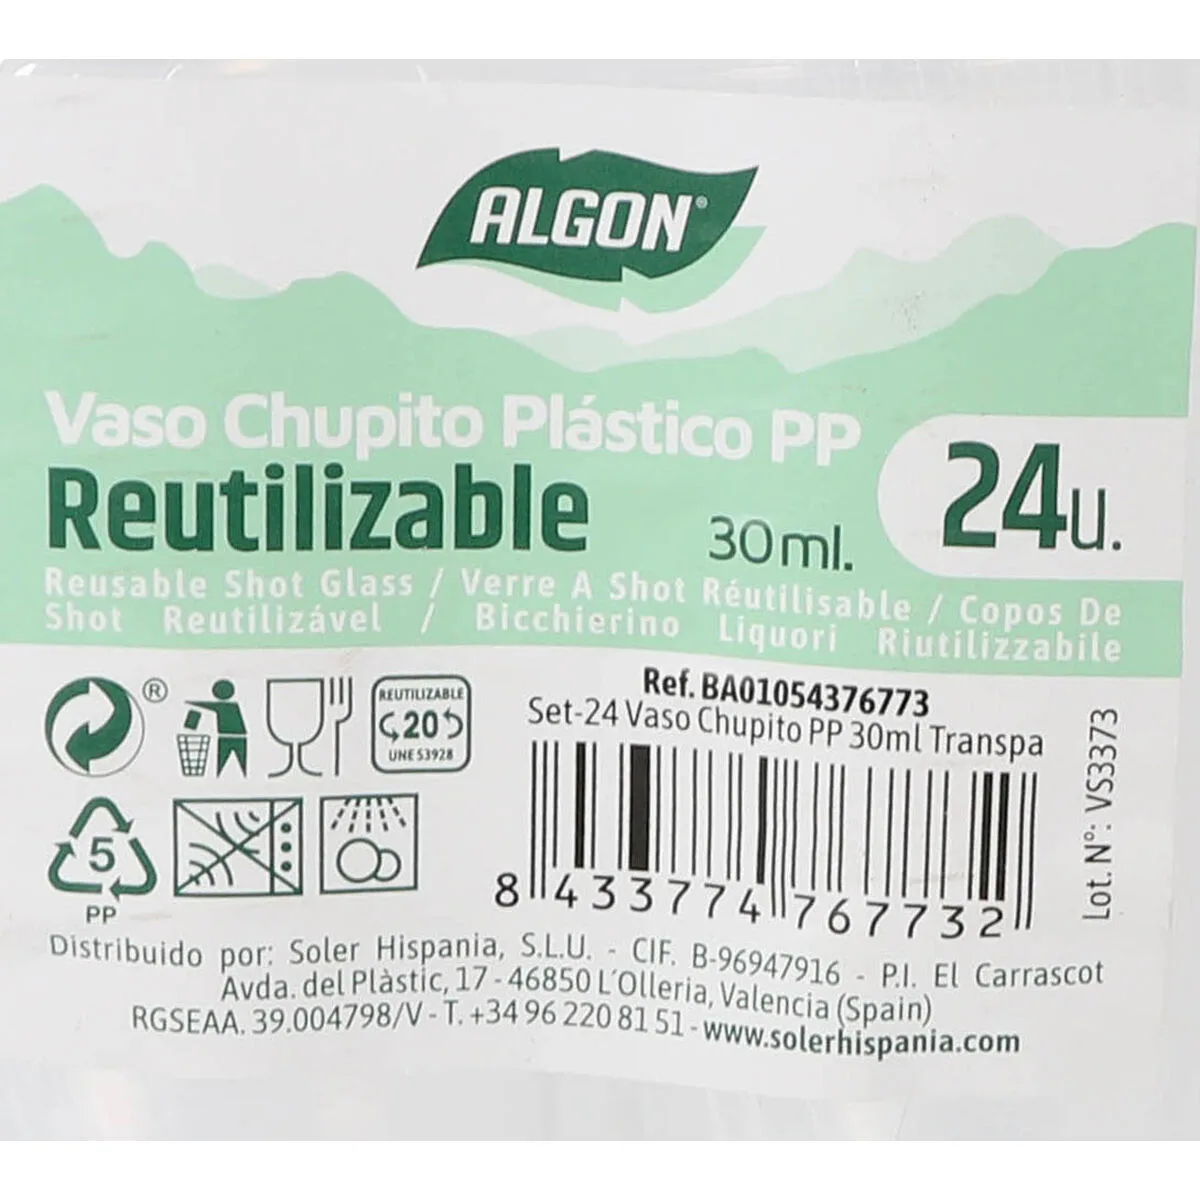 ALGON®
Vaso Chupito Plástico PP
Reutilizable
30ml.
24u.
Reusable Shot Glass / Verre A Shot Réutilisable / Copos De
Shot Reutilizável / Bicchierino Liquori Riutilizzabile
®
REUTILIZABLE
20
UNE 53928
5
PP
Ref. BA01054376773
Set-24 Vaso Chupito PP 30ml Transpa
8 433774 767732
Lot. Nº: VS3373
Distribuido por: Soler Hispania, S.L.U. - CIF. B-96947916 - P.I. El Carrascot
Avda. del Plàstic, 17 - 46850 L'Olleria, Valencia (Spain)
RGSEAA. 39.004798/V - T. +34 96 220 81 51 - www.solerhispania.com